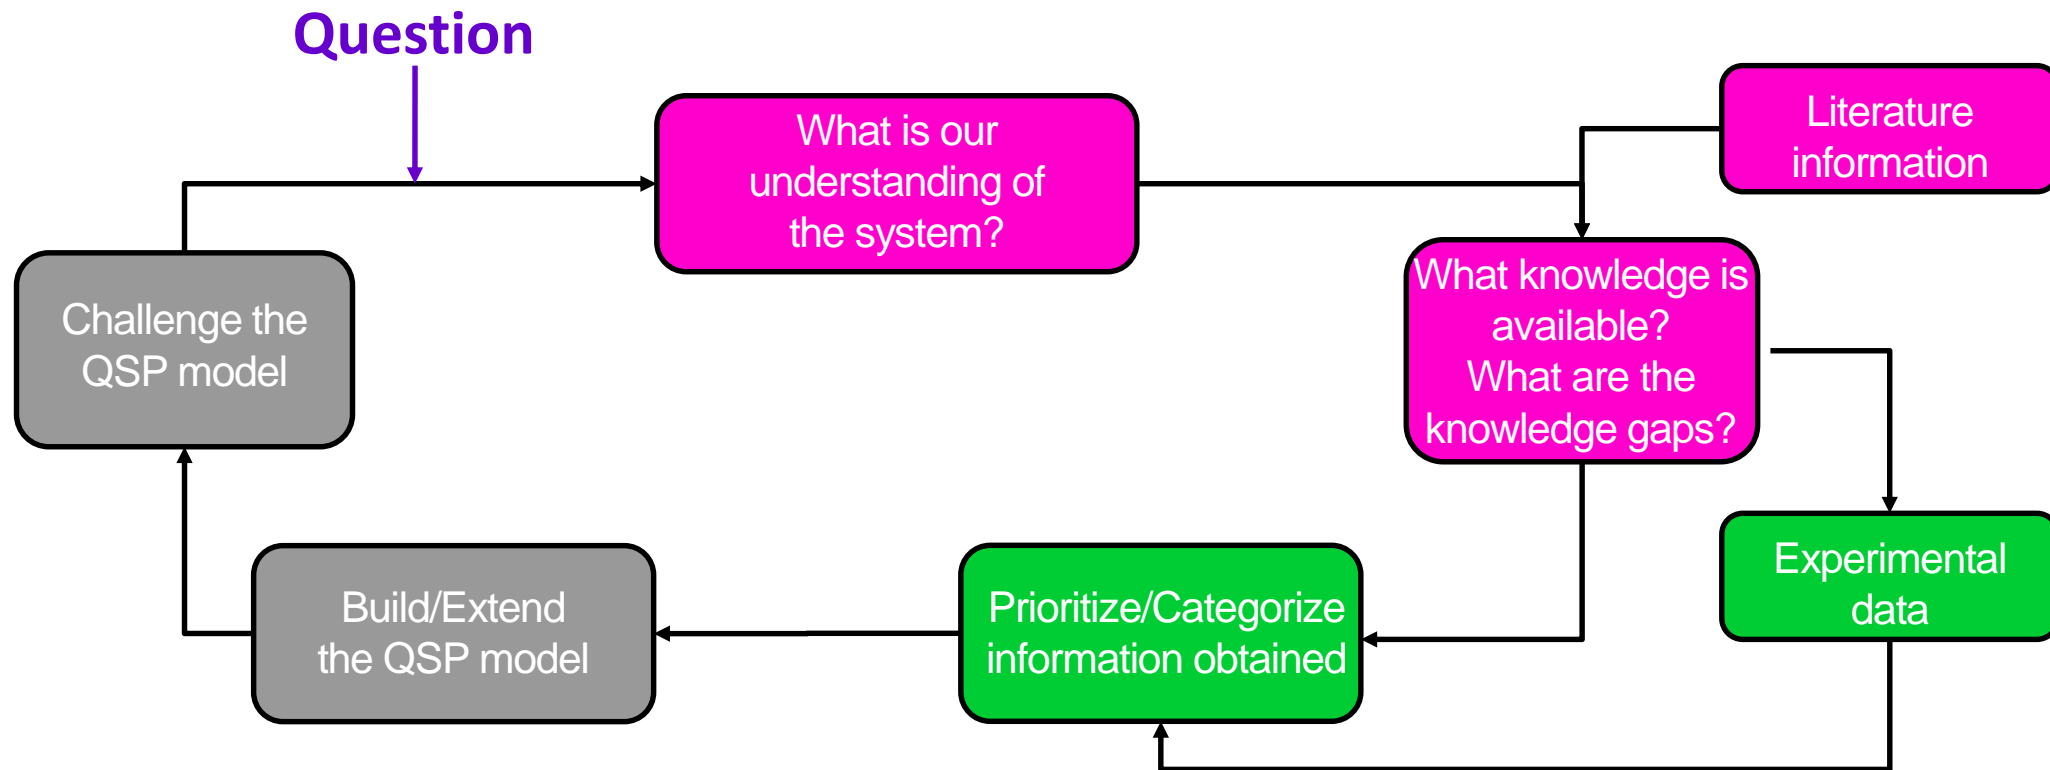 Question
What is our
understanding of
the system?
Literature
information
What knowledge is
available?
What are the
knowledge gaps?
Challenge the
QSP model
Experimental
data
Prioritize/Categorize
information obtained
Build/Extend
the QSP model